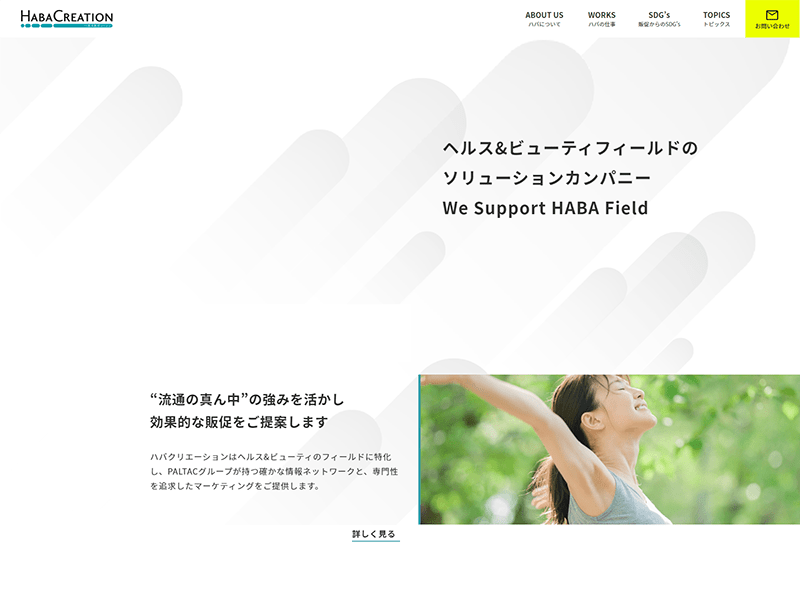 HABACREATION
ABOUT US
ハバについて
WORKS
ハバの仕事
SDG's
販促からのSDG's
TOPICS
トピックス
お問い合わせ
ヘルス&ビューティフィールドの
ソリューションカンパニー
We Support HABA Field
“流通の真ん中”の強みを活かし
効果的な販促をご提案します
ハバクリエーションはヘルス&ビューティのフィールドに特化
し、PALTACグループが持つ確かな情報ネットワークと、専門性
を追求したマーケティングをご提供します。
詳しく見る